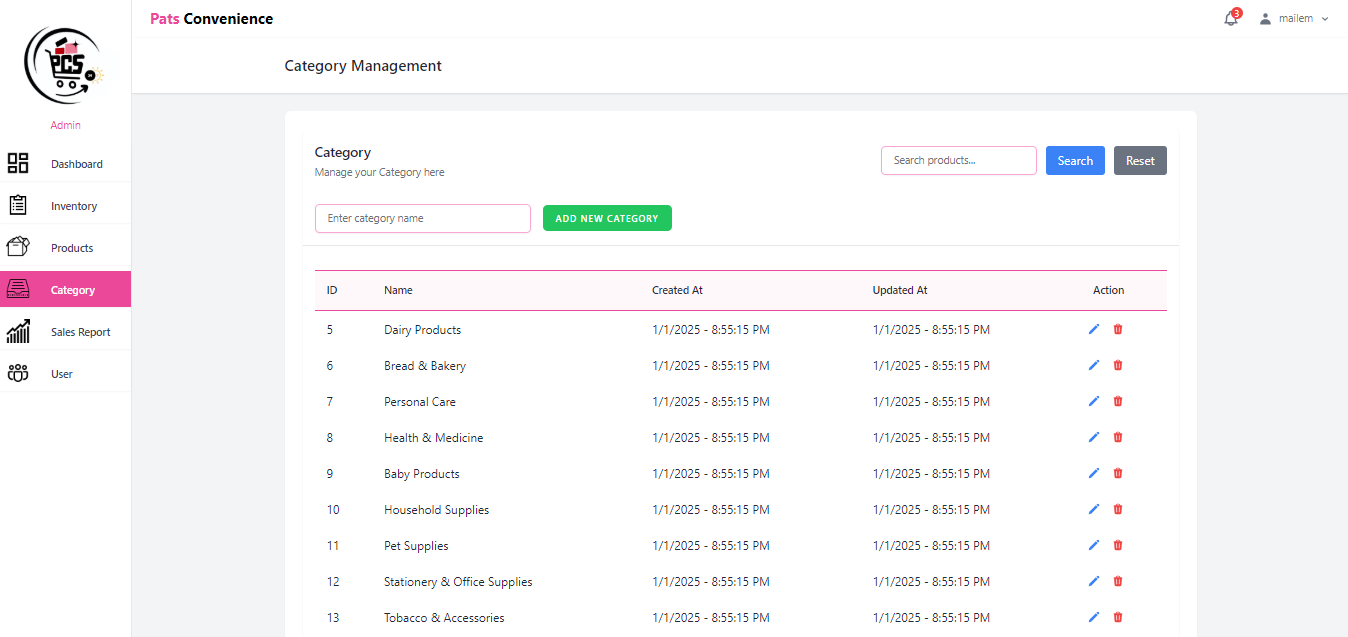 Pats Convenience
3
mailem
PCS
Admin
Dashboard
Inventory
Products
Category
Sales Report
User
Category Management
Category
Manage your Category here
Search products...
Search
Reset
Enter category name
ADD NEW CATEGORY
ID Name Created At Updated At Action
5 Dairy Products 1/1/2025 - 8:55:15 PM 1/1/2025 - 8:55:15 PM
6 Bread & Bakery 1/1/2025 - 8:55:15 PM 1/1/2025 - 8:55:15 PM
7 Personal Care 1/1/2025 - 8:55:15 PM 1/1/2025 - 8:55:15 PM
8 Health & Medicine 1/1/2025 - 8:55:15 PM 1/1/2025 - 8:55:15 PM
9 Baby Products 1/1/2025 - 8:55:15 PM 1/1/2025 - 8:55:15 PM
10 Household Supplies 1/1/2025 - 8:55:15 PM 1/1/2025 - 8:55:15 PM
11 Pet Supplies 1/1/2025 - 8:55:15 PM 1/1/2025 - 8:55:15 PM
12 Stationery & Office Supplies 1/1/2025 - 8:55:15 PM 1/1/2025 - 8:55:15 PM
13 Tobacco & Accessories 1/1/2025 - 8:55:15 PM 1/1/2025 - 8:55:15 PM